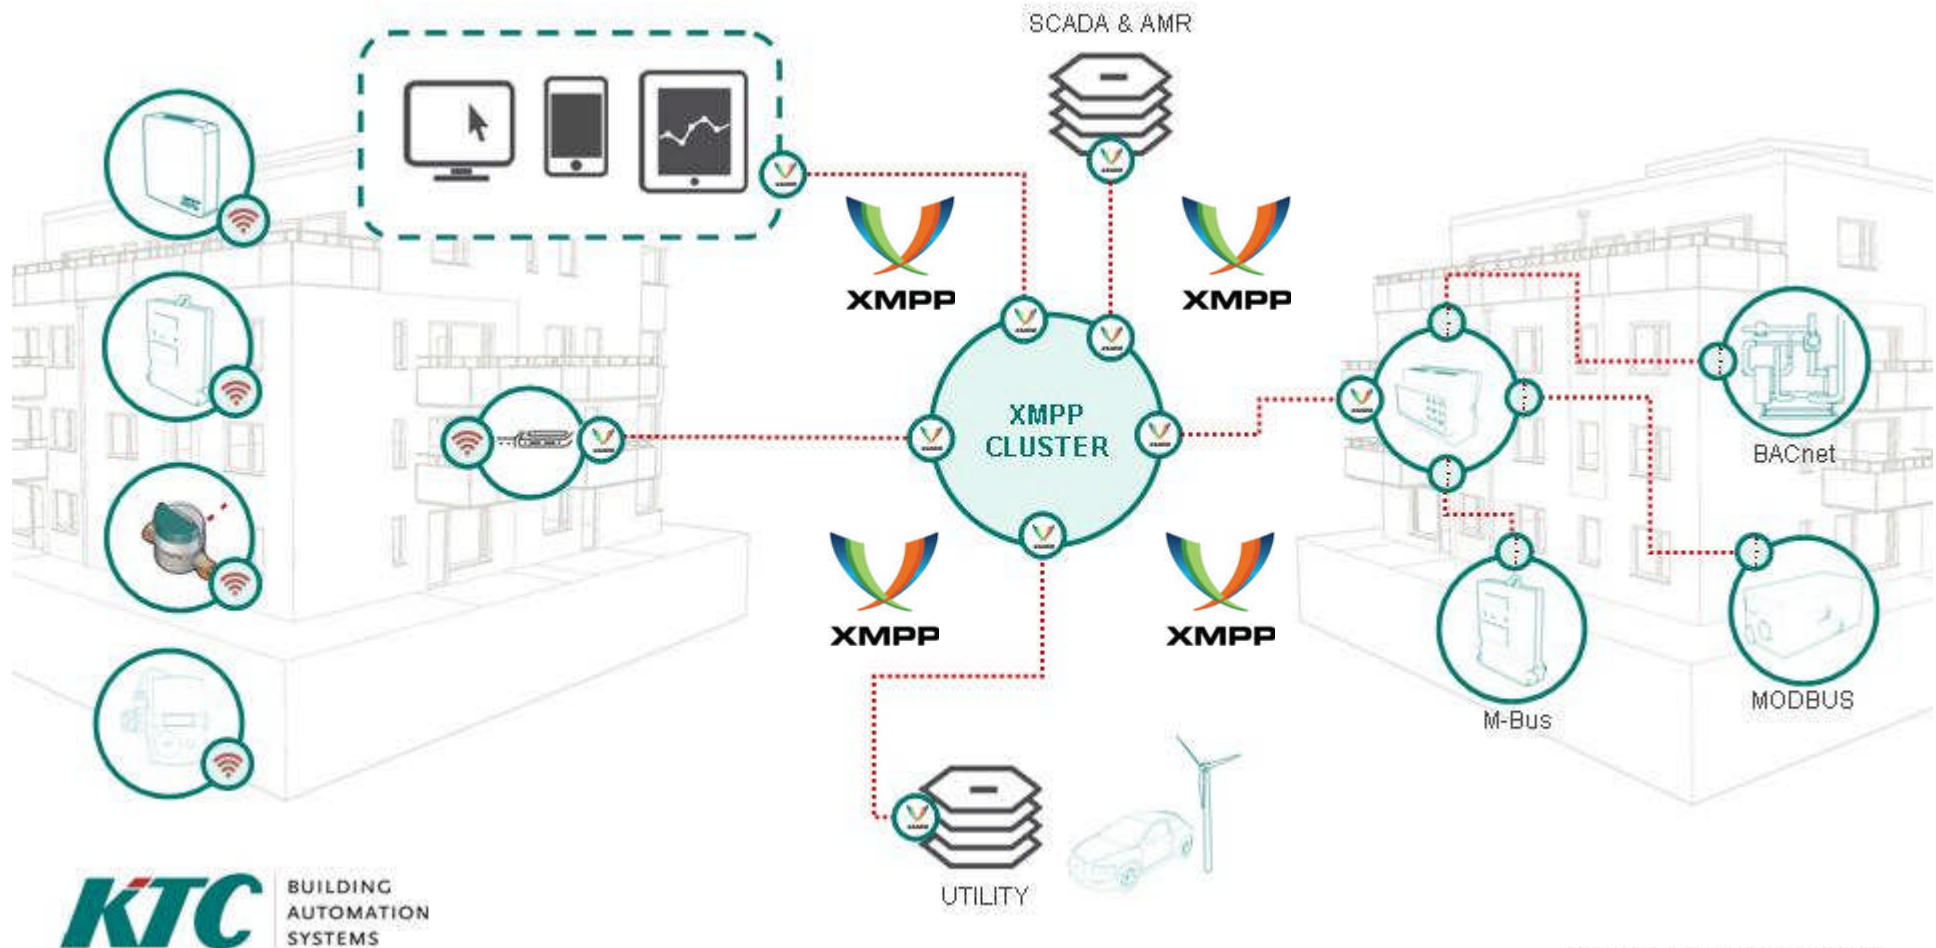 SCADA & AMR
XMPP
XMPP
XMPP
CLUSTER
BACnet
XMPP
XMPP
M-Bus
MODBUS
UTILITY
KTC
BUILDING
AUTOMATION
SYSTEMS